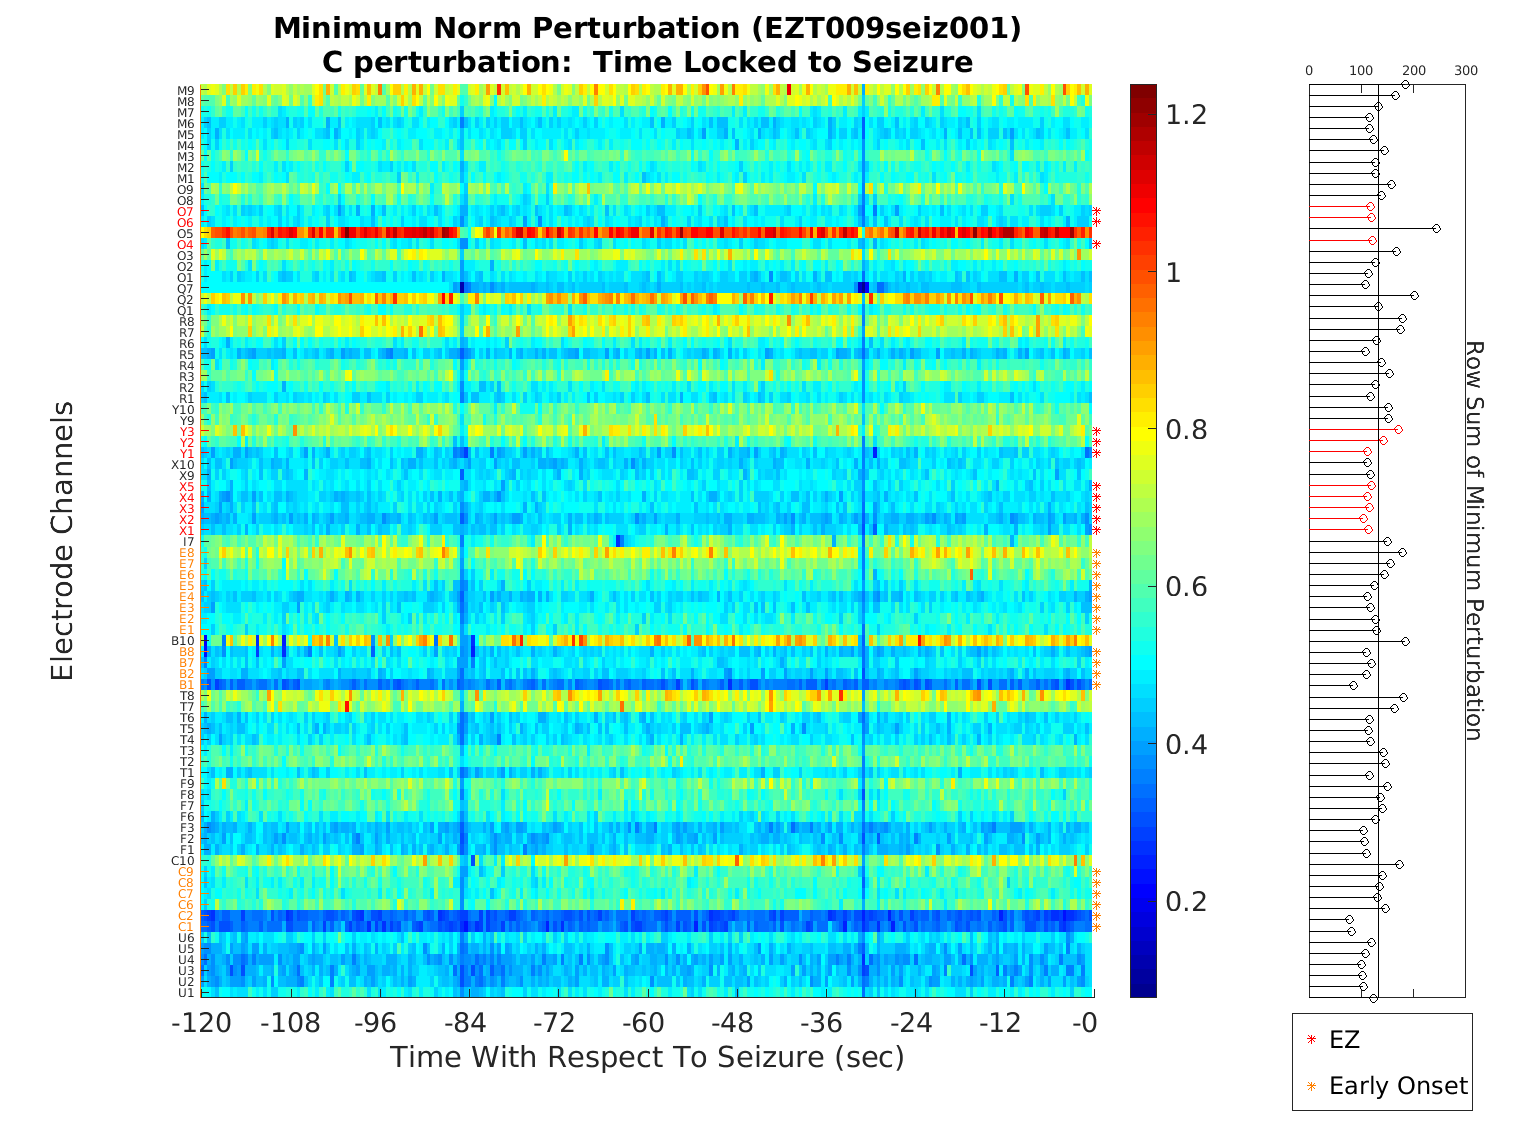 Minimum Norm Perturbation (EZT009seiz001)
C perturbation:  Time Locked to Seizure
0 100 200 300
Electrode Channels
M9
M8
M7
M6
M5
M4
M3
M2
M1
O9
O8
O7
O6
O5
O4
O3
O2
O1
Q7
Q2
Q1
R8
R7
R6
R5
R4
R3
R2
R1
Y10
Y9
Y3
Y2
Y1
X10
X9
X5
X4
X3
X2
X1
I7
E8
E7
E6
E5
E4
E3
E2
E1
B10
B8
B7
B2
B1
T8
T7
T6
T5
T4
T3
T2
T1
F9
F8
F7
F6
F3
F2
F1
C10
C9
C8
C7
C6
C2
C1
U6
U5
U4
U3
U2
U1
1.2
1
0.8
0.6
0.4
0.2
Row Sum of Minimum Perturbation
-120 -108 -96 -84 -72 -60 -48 -36 -24 -12 -0
Time With Respect To Seizure (sec)
EZ
Early Onset